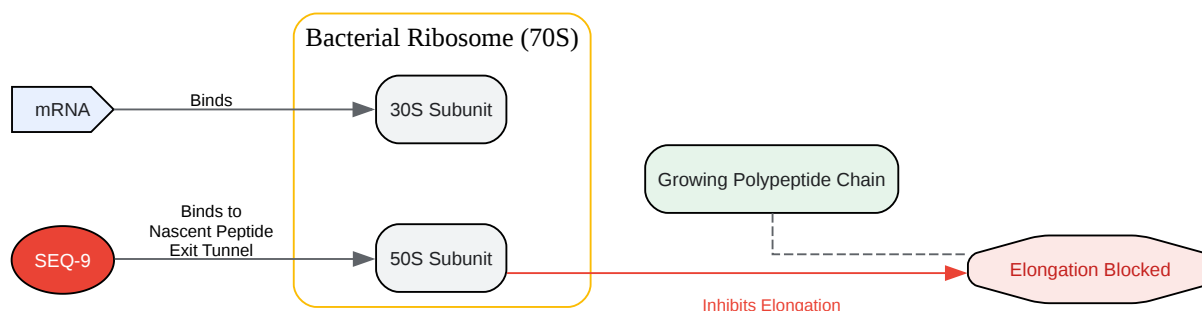 Bacterial Ribosome (70S)
mRNA
Binds
30S Subunit
Growing Polypeptide Chain
SEQ-9
Binds to
Nascent Peptide
Exit Tunnel
50S Subunit
Elongation Blocked
Inhibits Elongation